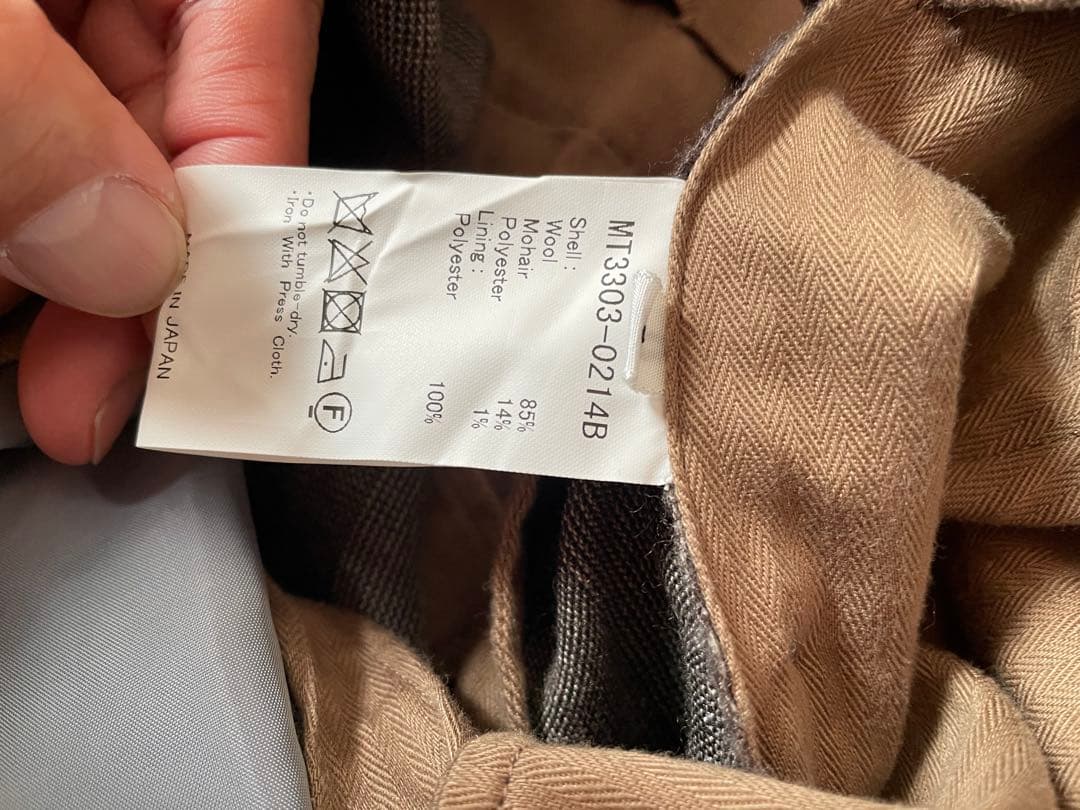 MT3303-0214B
Shell:
Wool 85%
Mohair 14%
Polyester 1%
Lining:
Polyester 100%
F
・Do not tumble-dry.
・Iron With Press Cloth.
IN JAPAN